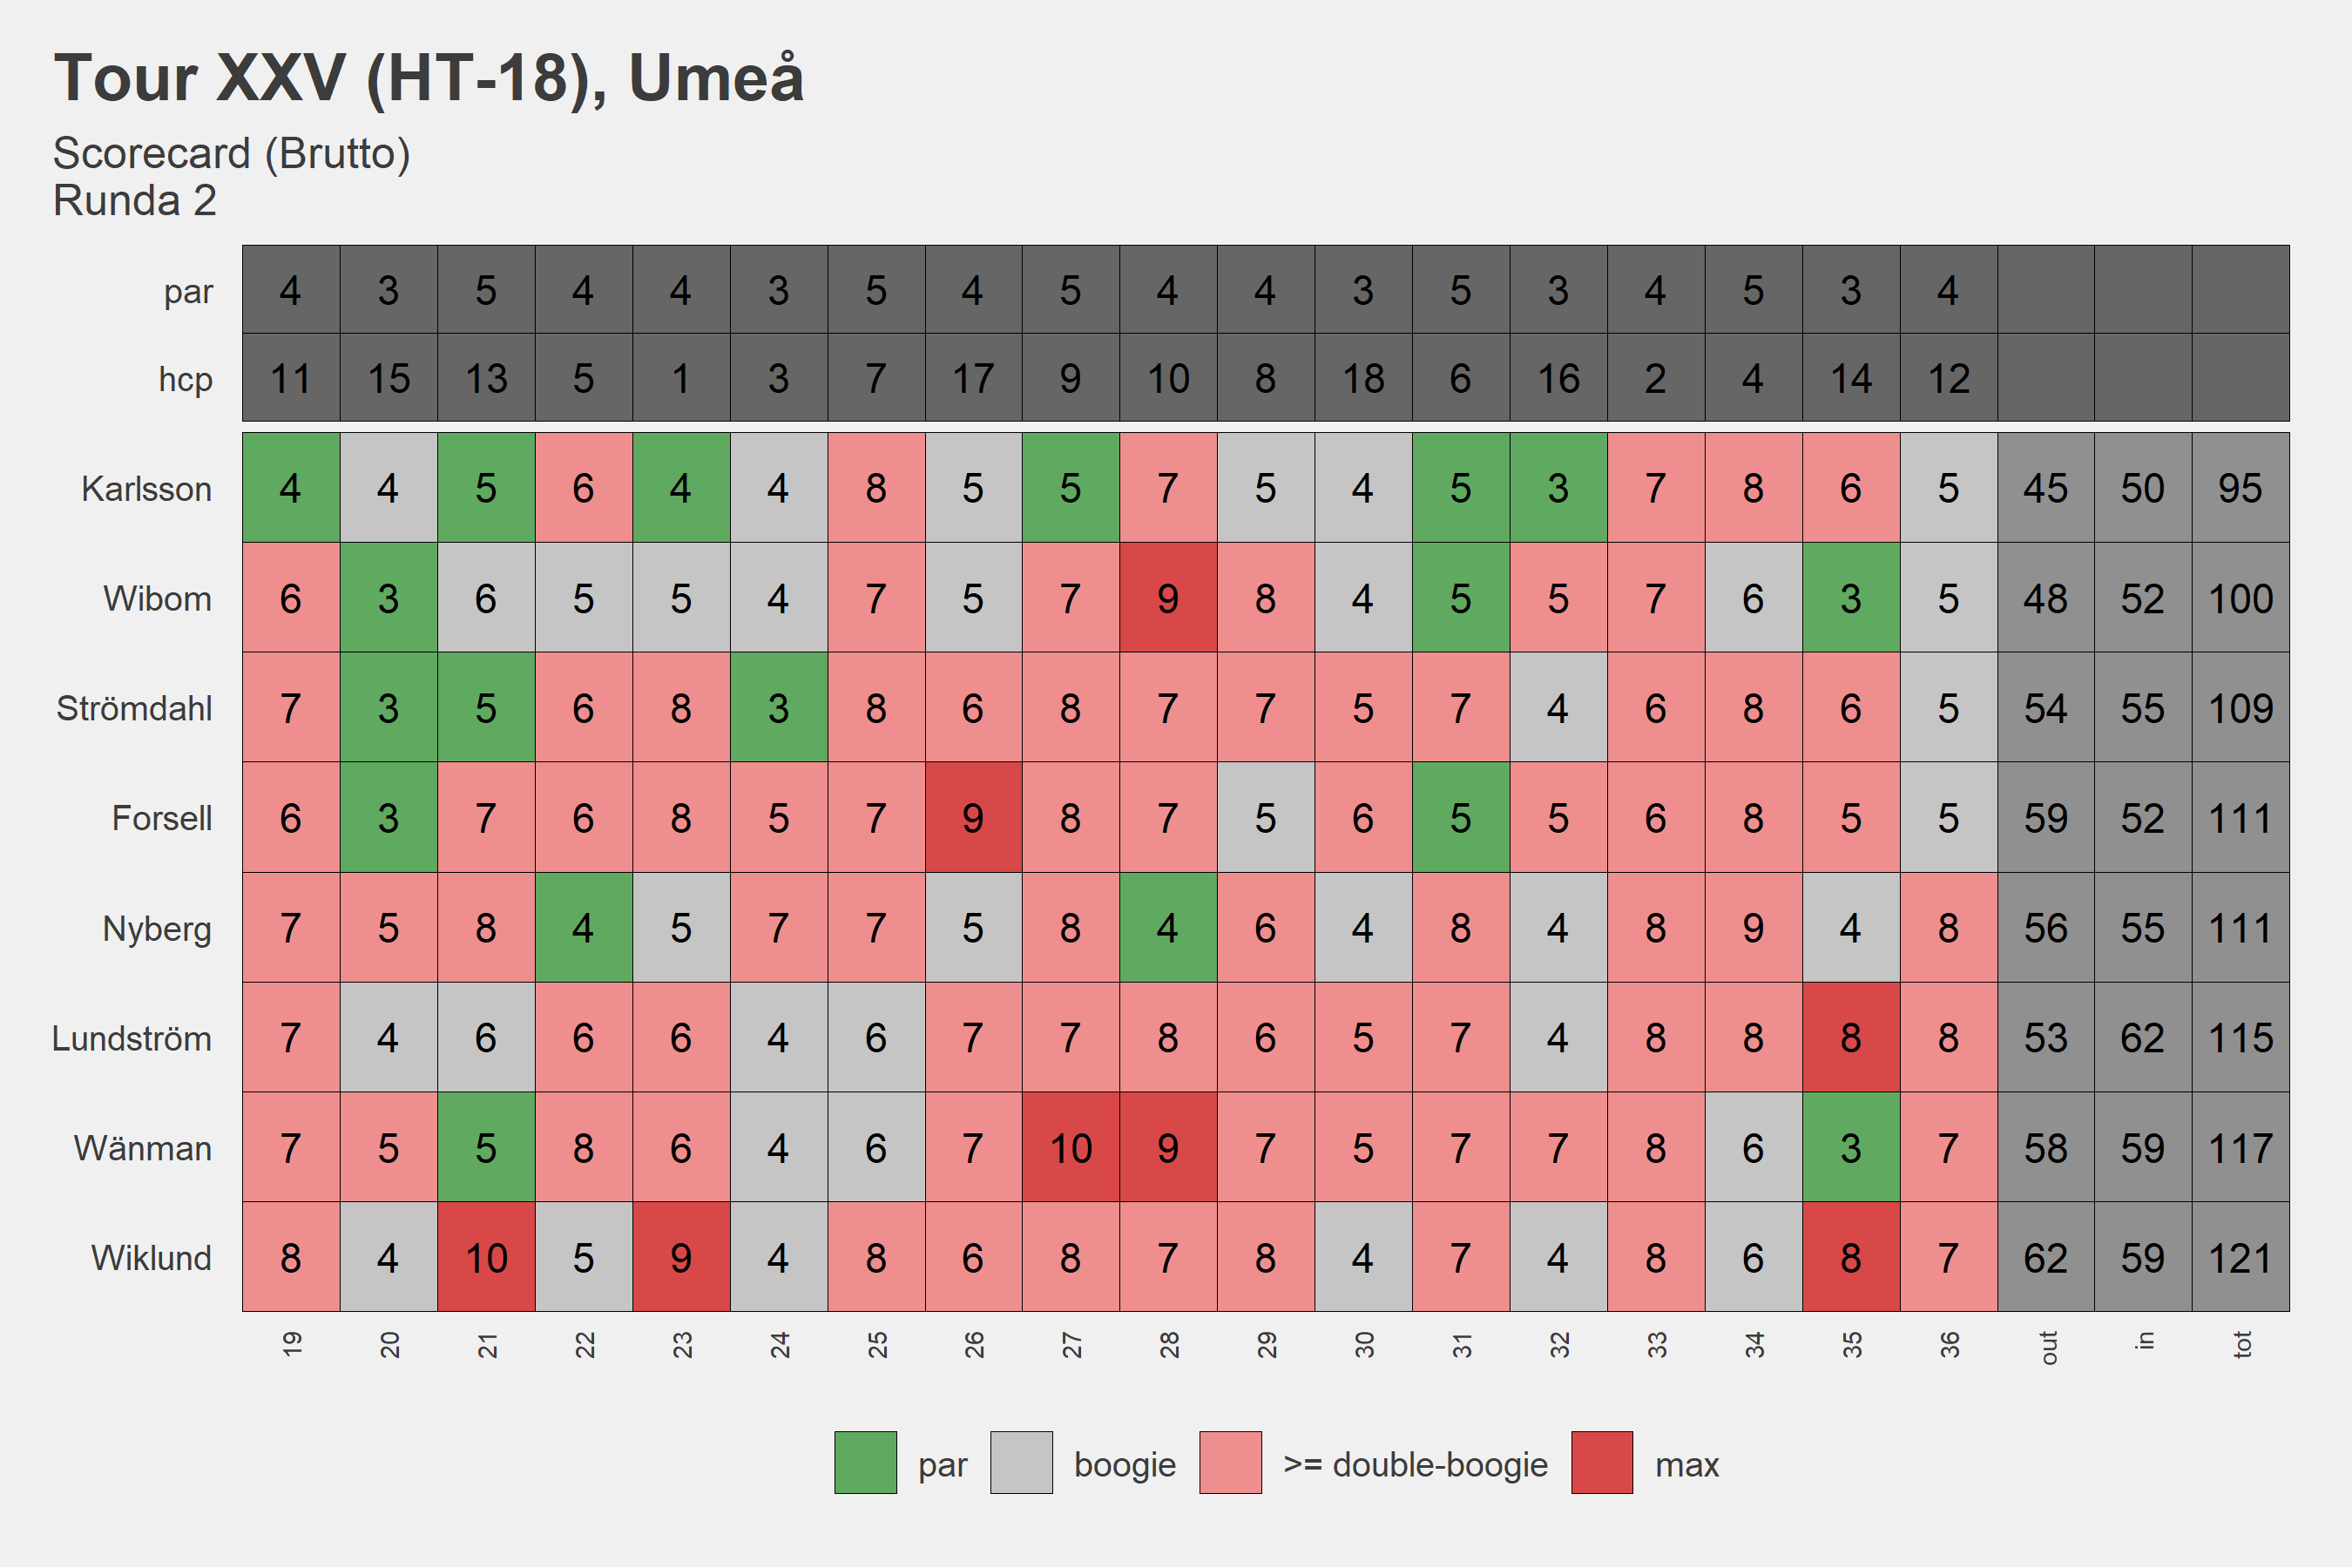 Tour XXV (HT-18), Umeå
Scorecard (Brutto)
Runda 2
par 4 3 5 4 4 3 5 4 5 4 4 3 5 3 4 5 3 4
hcp 11 15 13 5 1 3 7 17 9 10 8 18 6 16 2 4 14 12
Karlsson 4 4 5 6 4 4 8 5 5 7 5 4 5 3 7 8 6 5 45 50 95
Wibom 6 3 6 5 5 4 7 5 7 9 8 4 5 5 7 6 3 5 48 52 100
Strömdahl 7 3 5 6 8 3 8 6 8 7 7 5 7 4 6 8 6 5 54 55 109
Forsell 6 3 7 6 8 5 7 9 8 7 5 6 5 5 6 8 5 5 59 52 111
Nyberg 7 5 8 4 5 7 7 5 8 4 6 4 8 4 8 9 4 8 56 55 111
Lundström 7 4 6 6 6 4 6 7 7 8 6 5 7 4 8 8 8 8 53 62 115
Wänman 7 5 5 8 6 4 6 7 10 9 7 5 7 7 8 6 3 7 58 59 117
Wiklund 8 4 10 5 9 4 8 6 8 7 8 4 7 4 8 6 8 7 62 59 121
19 20 21 22 23 24 25 26 27 28 29 30 31 32 33 34 35 36 out in tot
par boogie >= double-boogie max